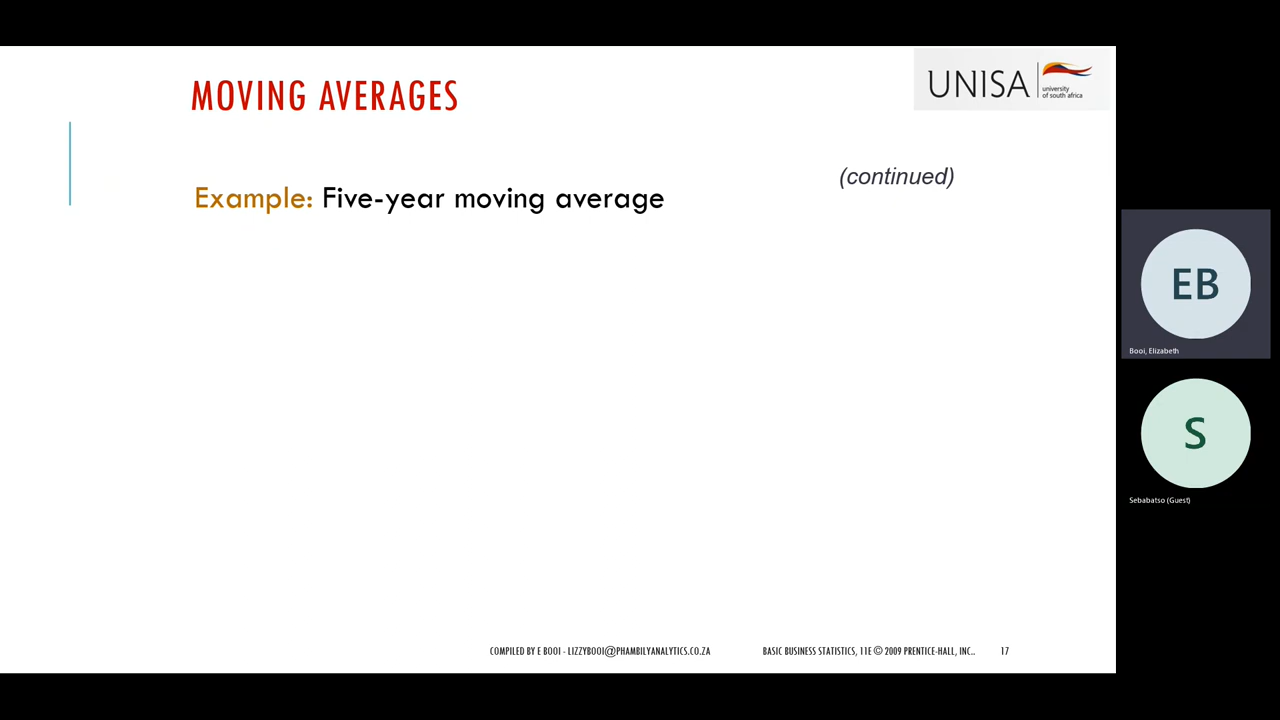 MOVING AVERAGES
UNISA
university
of south africa
(continued)
Example: Five-year moving average
EB
Booi, Elizabeth
S
Sebabatso (Guest)
COMPILED BY E BOOI - LIZZYBOOI@PHAMBILYANALYTICS.CO.ZA
BASIC BUSINESS STATISTICS, 11E © 2009 PRENTICE-HALL, INC..
17